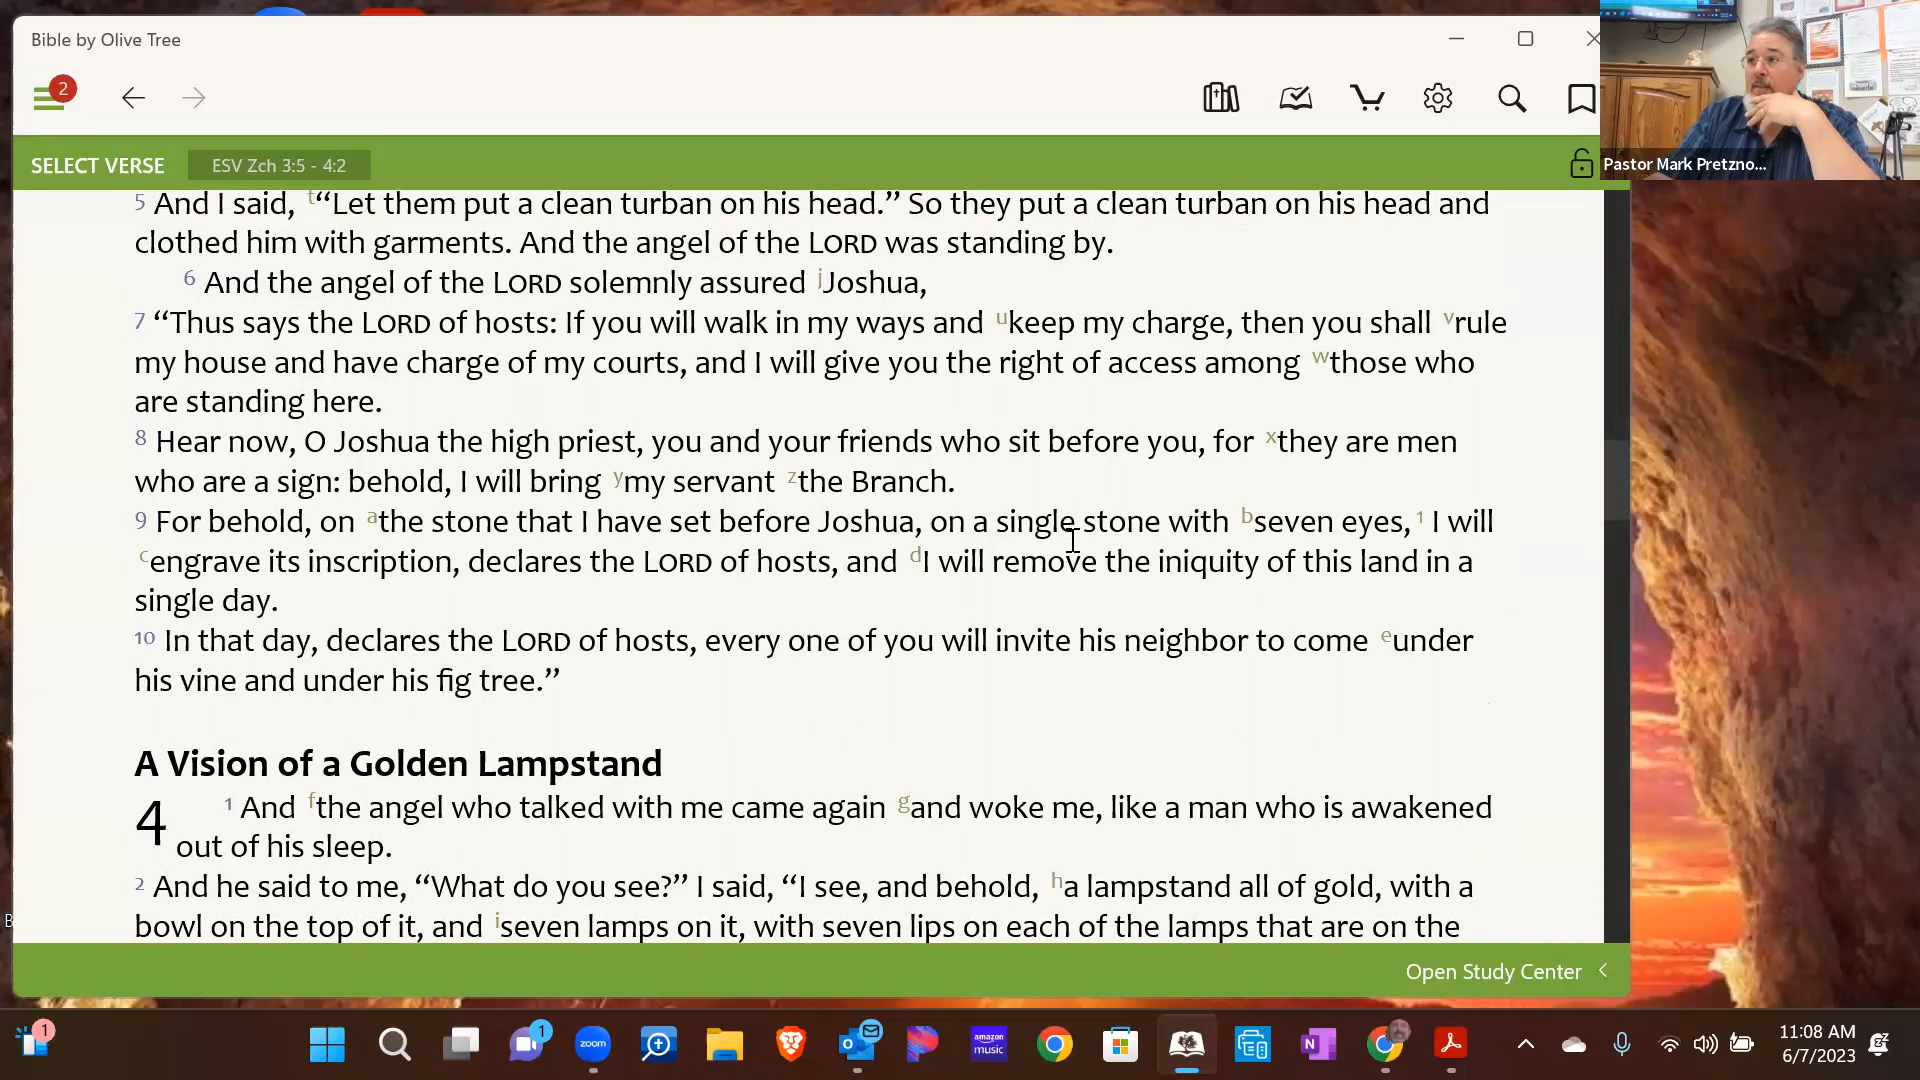 Bible by Olive Tree
2
SELECT VERSE ESV Zch 3:5 - 4:2
Pastor Mark Pretzno...
5 And I said, t“Let them put a clean turban on his head.” So they put a clean turban on his head and
clothed him with garments. And the angel of the LORD was standing by.
6 And the angel of the LORD solemnly assured jJoshua,
7 “Thus says the LORD of hosts: If you will walk in my ways and ukeep my charge, then you shall vrule
my house and have charge of my courts, and I will give you the right of access among wthose who
are standing here.
8 Hear now, O Joshua the high priest, you and your friends who sit before you, for xthey are men
who are a sign: behold, I will bring ymy servant zthe Branch.
9 For behold, on athe stone that I have set before Joshua, on a single stone with bseven eyes,1 I will
cengrave its inscription, declares the LORD of hosts, and dI will remove the iniquity of this land in a
single day.
10 In that day, declares the LORD of hosts, every one of you will invite his neighbor to come eunder
his vine and under his fig tree.”
A Vision of a Golden Lampstand
4 1 And fthe angel who talked with me came again gand woke me, like a man who is awakened
out of his sleep.
2 And he said to me, “What do you see?” I said, “I see, and behold, ha lampstand all of gold, with a
bowl on the top of it, and iseven lamps on it, with seven lips on each of the lamps that are on the
B
Open Study Center
1
1
zoom
amazon
music
11:08 AM
6/7/2023